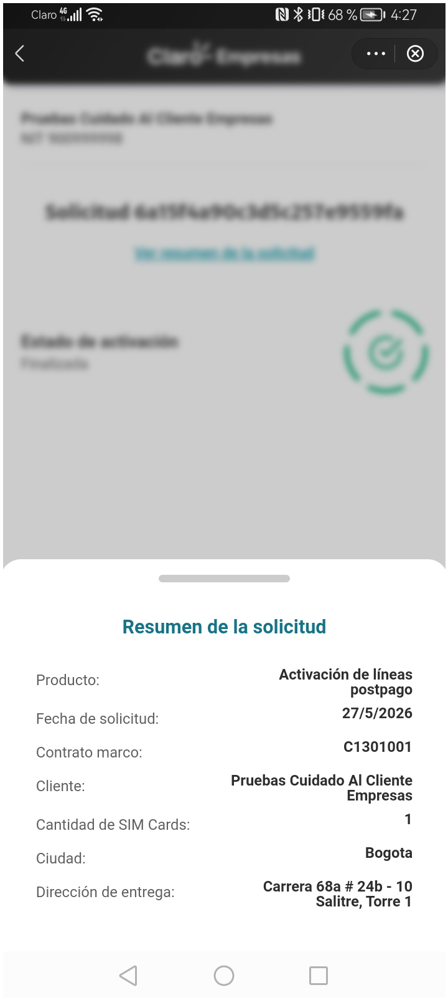 Claro 4G 68 % 4:27
Claro Empresas
Pruebas Cuidado Al Cliente Empresas
NIT 900999998
Solicitud 6a15f4a90c3d5c257e9559fa
Ver resumen de la solicitud
Estado de activación
Finalizada
Resumen de la solicitud
Producto: Activación de líneas
postpago
Fecha de solicitud: 27/5/2026
Contrato marco: C1301001
Cliente: Pruebas Cuidado Al Cliente
Empresas
Cantidad de SIM Cards: 1
Ciudad: Bogota
Dirección de entrega: Carrera 68a # 24b - 10
Salitre, Torre 1